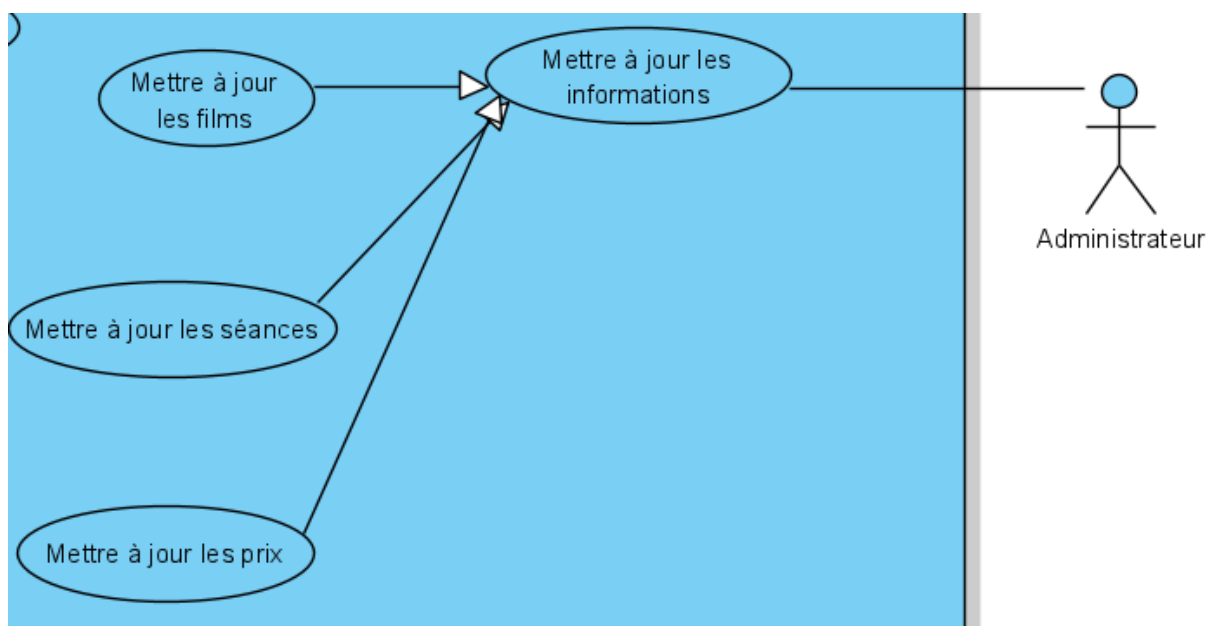 Mettre à jour
les films
Mettre à jour les
informations
Administrateur
Mettre à jour les séances
Mettre à jour les prix